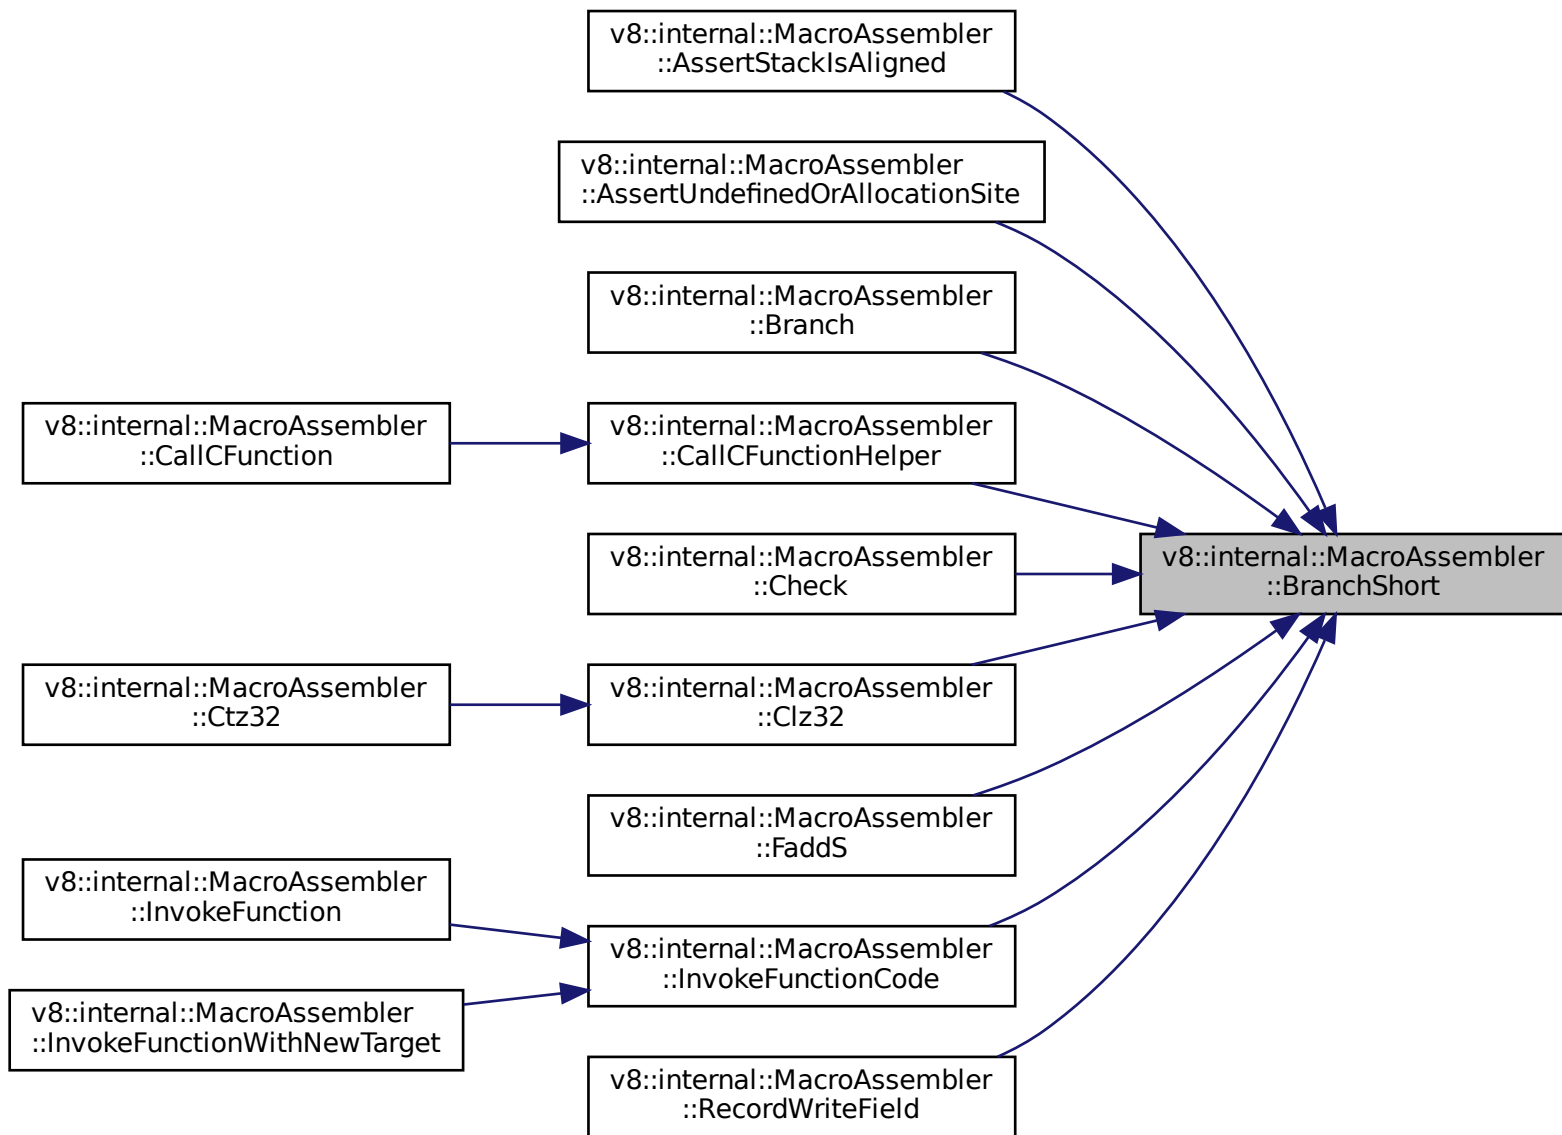 v8::internal::MacroAssembler
::AssertStackIsAligned
v8::internal::MacroAssembler
::AssertUndefinedOrAllocationSite
v8::internal::MacroAssembler
::Branch
v8::internal::MacroAssembler
::CallCFunction
v8::internal::MacroAssembler
::CallCFunctionHelper
v8::internal::MacroAssembler
::Check
v8::internal::MacroAssembler
::BranchShort
v8::internal::MacroAssembler
::Ctz32
v8::internal::MacroAssembler
::Clz32
v8::internal::MacroAssembler
::FaddS
v8::internal::MacroAssembler
::InvokeFunction
v8::internal::MacroAssembler
::InvokeFunctionCode
v8::internal::MacroAssembler
::InvokeFunctionWithNewTarget
v8::internal::MacroAssembler
::RecordWriteField